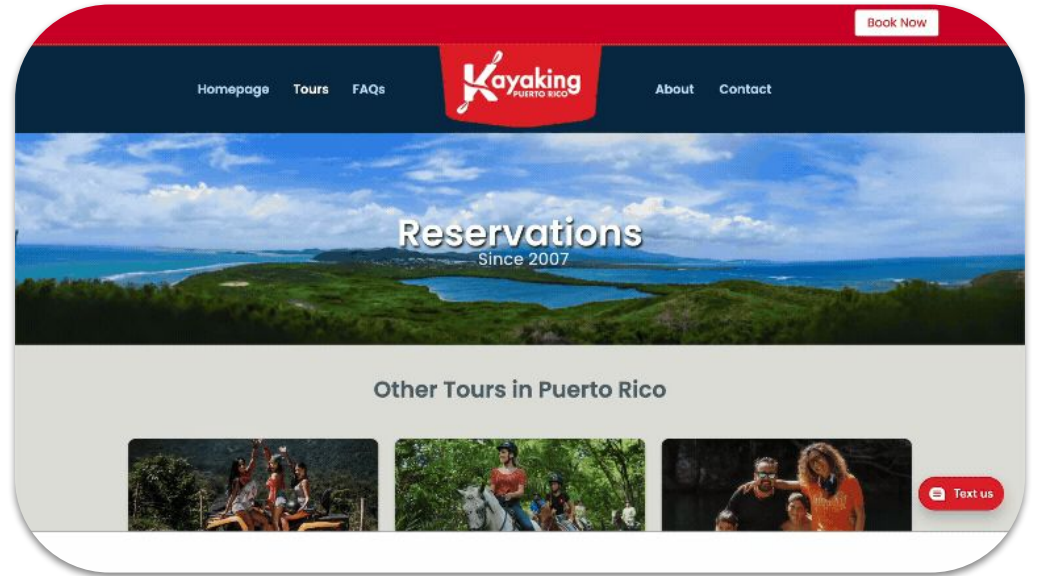 Book Now
Homepage Tours FAQs
Kayaking
PUERTO RICO
About Contact
Reservations
Since 2007
Other Tours in Puerto Rico
Text us